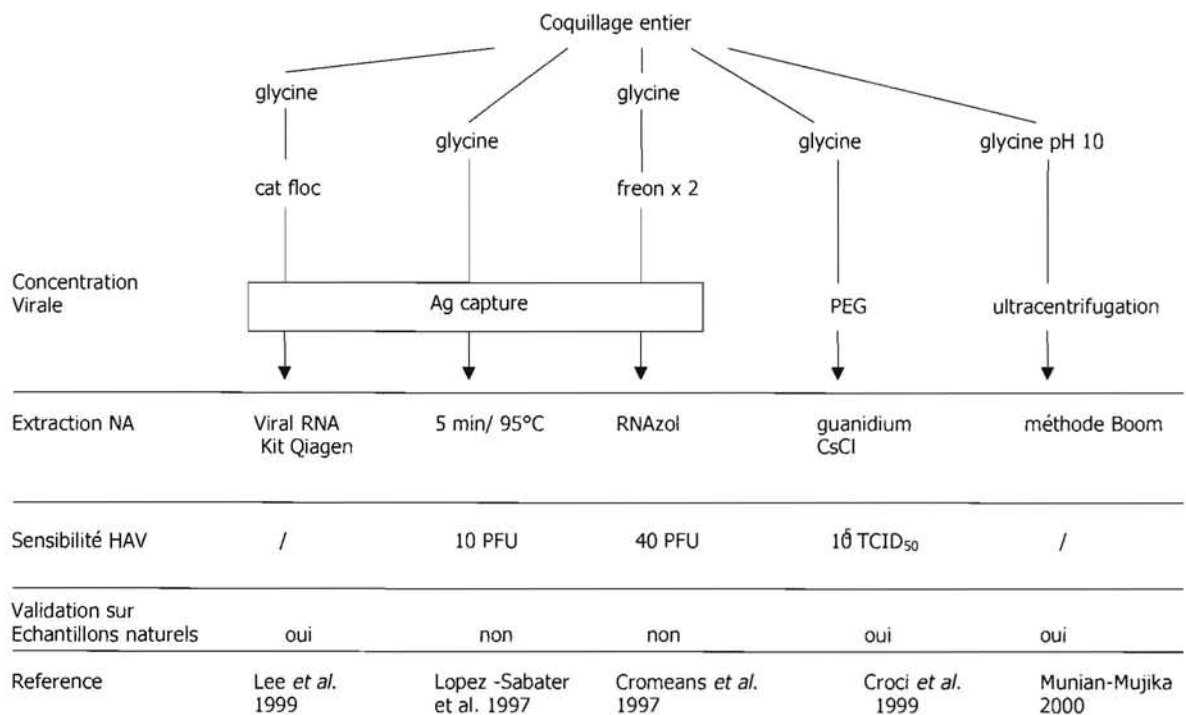 Coquillage entier
glycine glycine
glycine glycine glycine pH 10
cat floc freon x 2
Concentration
Virale
Ag capture PEG ultracentrifugation
Extraction NA Viral RNA 5 min/ 95°C RNAzol guanidium méthode Boom
Kit Qiagen CsCl
Sensibilité HAV / 10 PFU 40 PFU TCID₅₀ /
Validation sur
Echantillons naturels oui non non oui oui
Reference Lee et al. Lopez -Sabater Cromeans et al. Croci et al. Munian-Mujika
1999 et al. 1997 1997 1999 2000